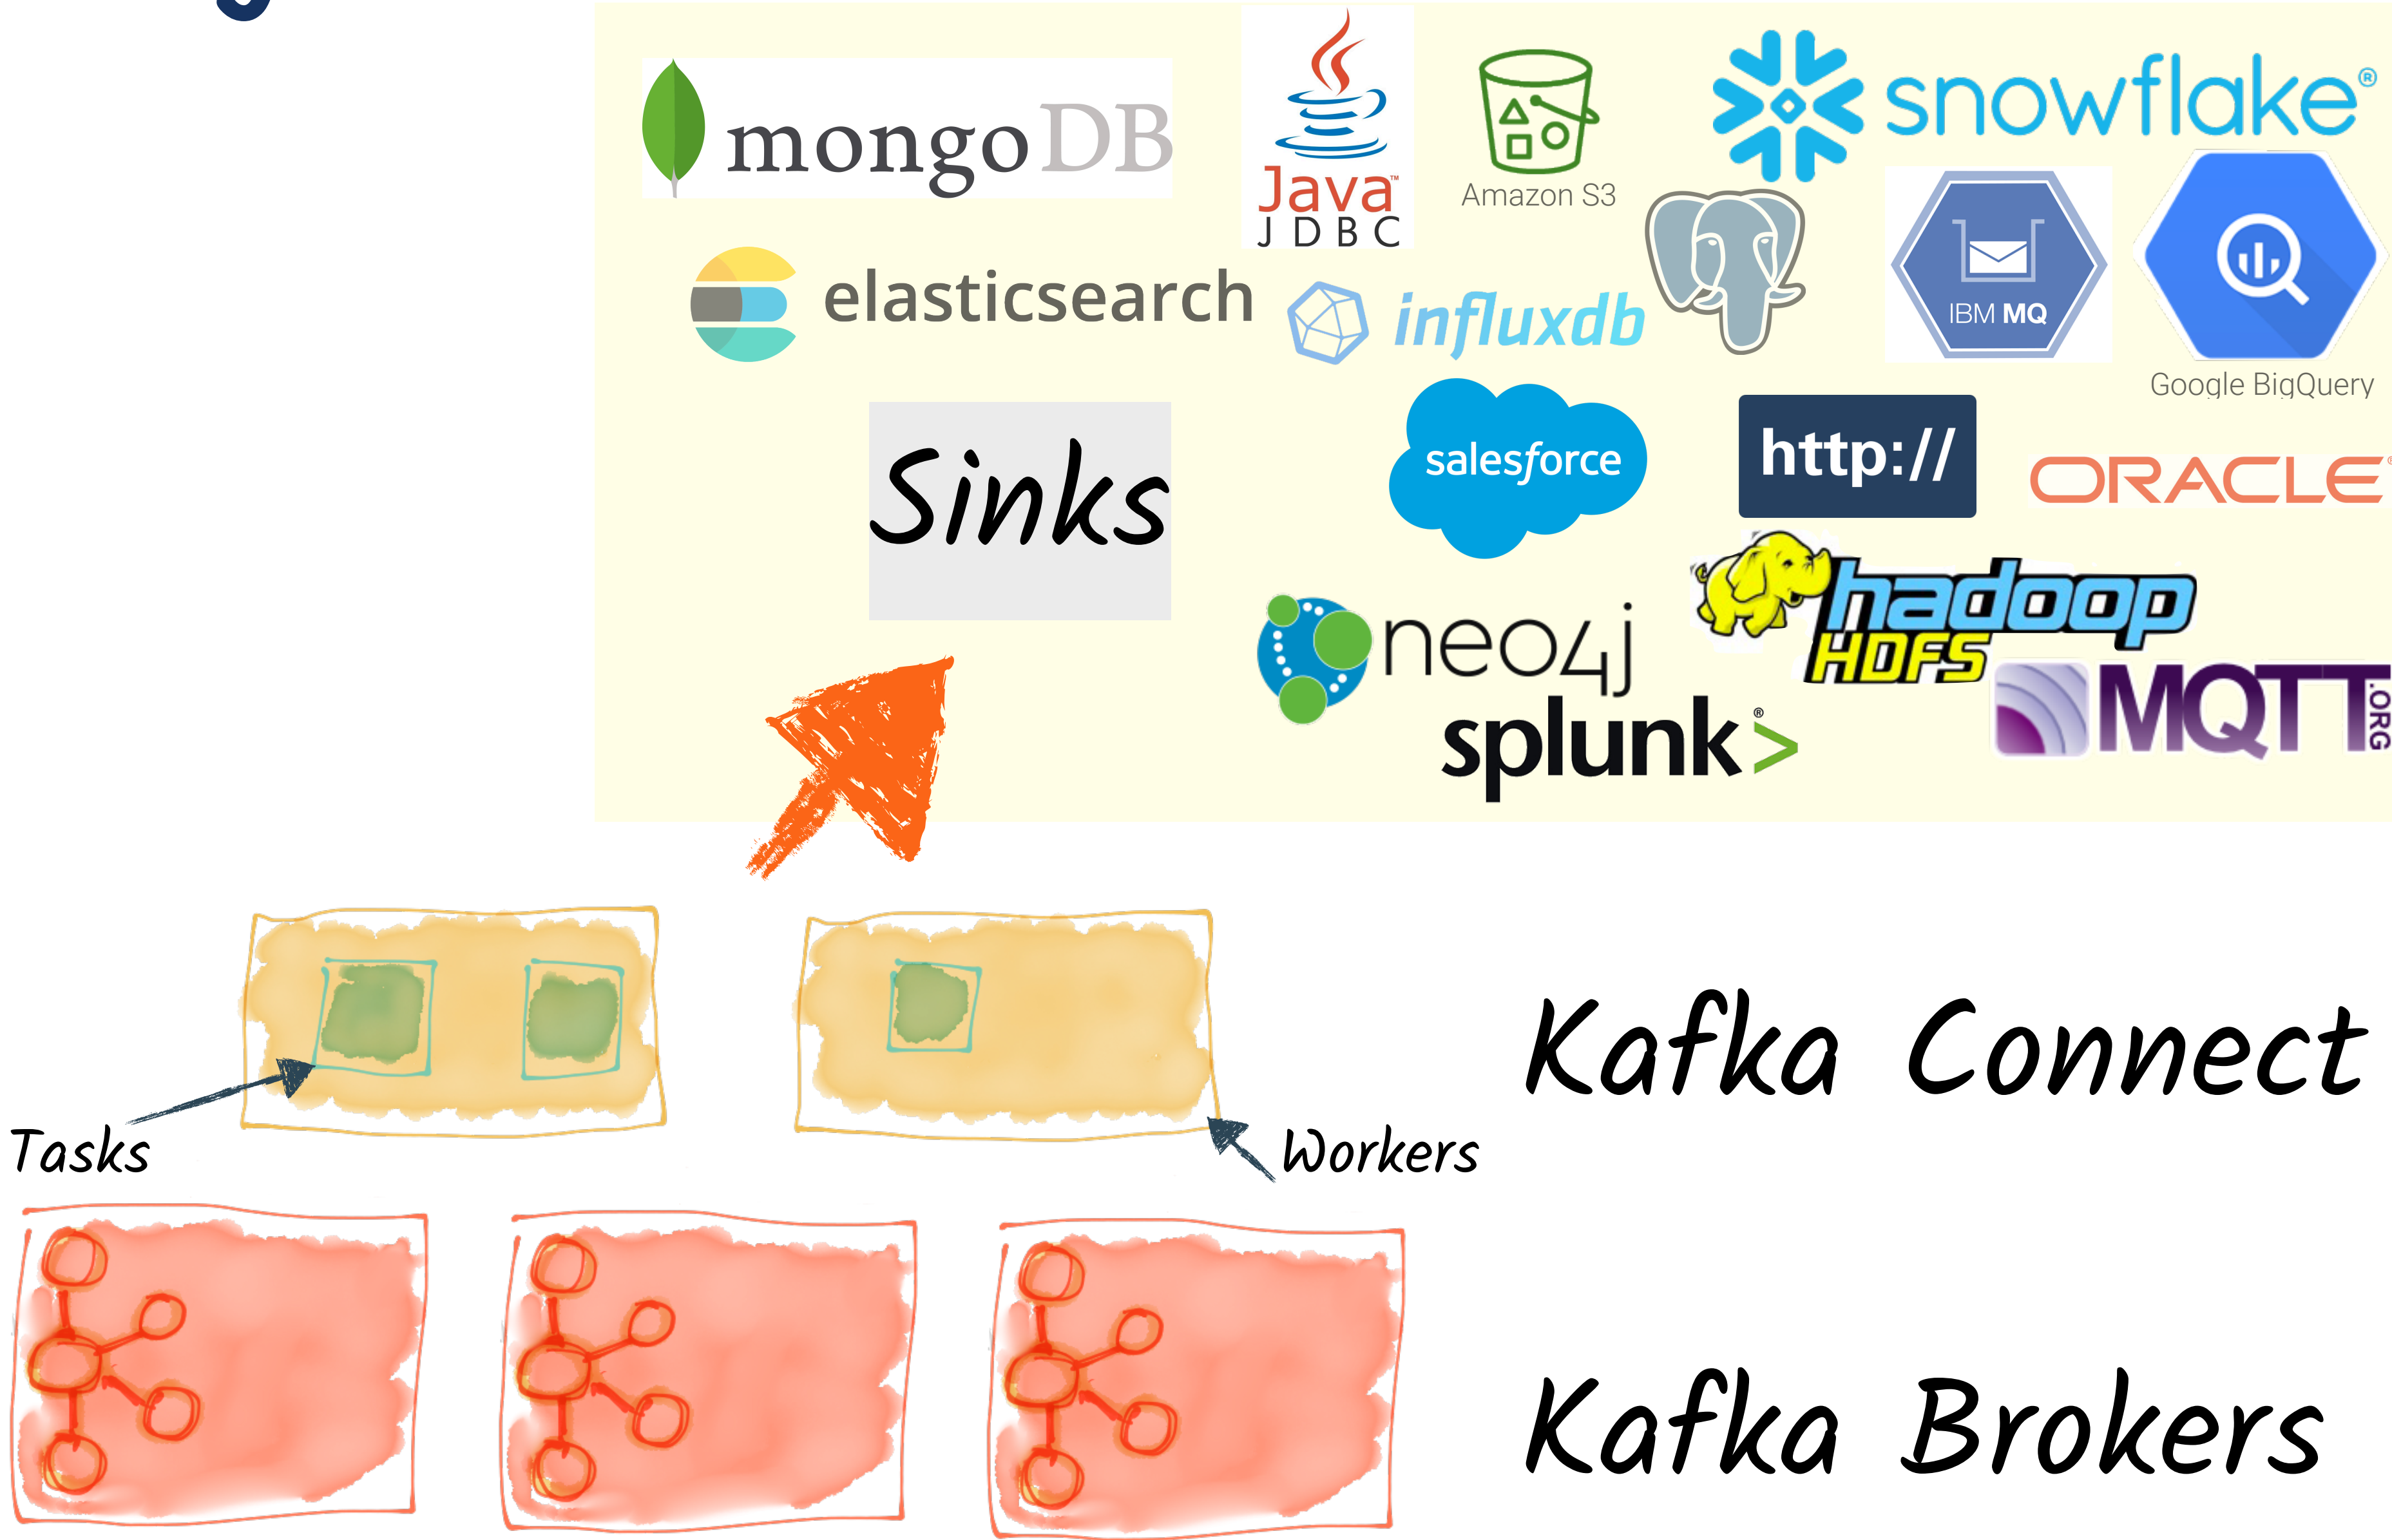 mongoDB
Java™
JDBC
Amazon S3
snowflake®
elasticsearch
influxdb
IBM MQ
Google BigQuery
Sinks
salesforce
http://
ORACLE®
neo4j
hadoop
HDFS
splunk>®
MQTT.ORG
Kafka Connect
Tasks
Workers
Kafka Brokers